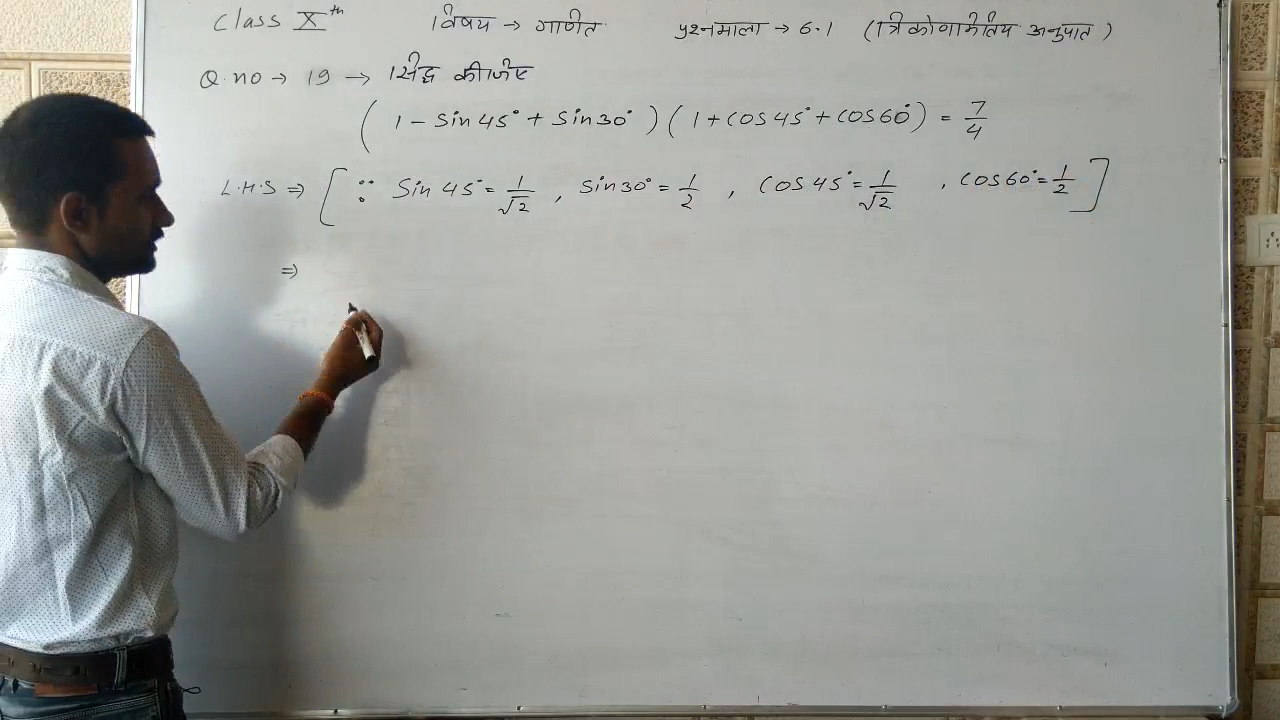 Class Xth विषय → गणित प्रश्नमाला → 6.1 (त्रिकोणामितिय अनुपात)
Q.no → 19 → सिद्ध कीजिए
(1 - Sin 45° + Sin 30°) (1 + COS 45° + COS 60°) = 7/4
L.H.S ⇒ [∵ Sin 45° = 1/√2, Sin 30° = 1/2, COS 45° = 1/√2, COS 60° = 1/2]
⇒